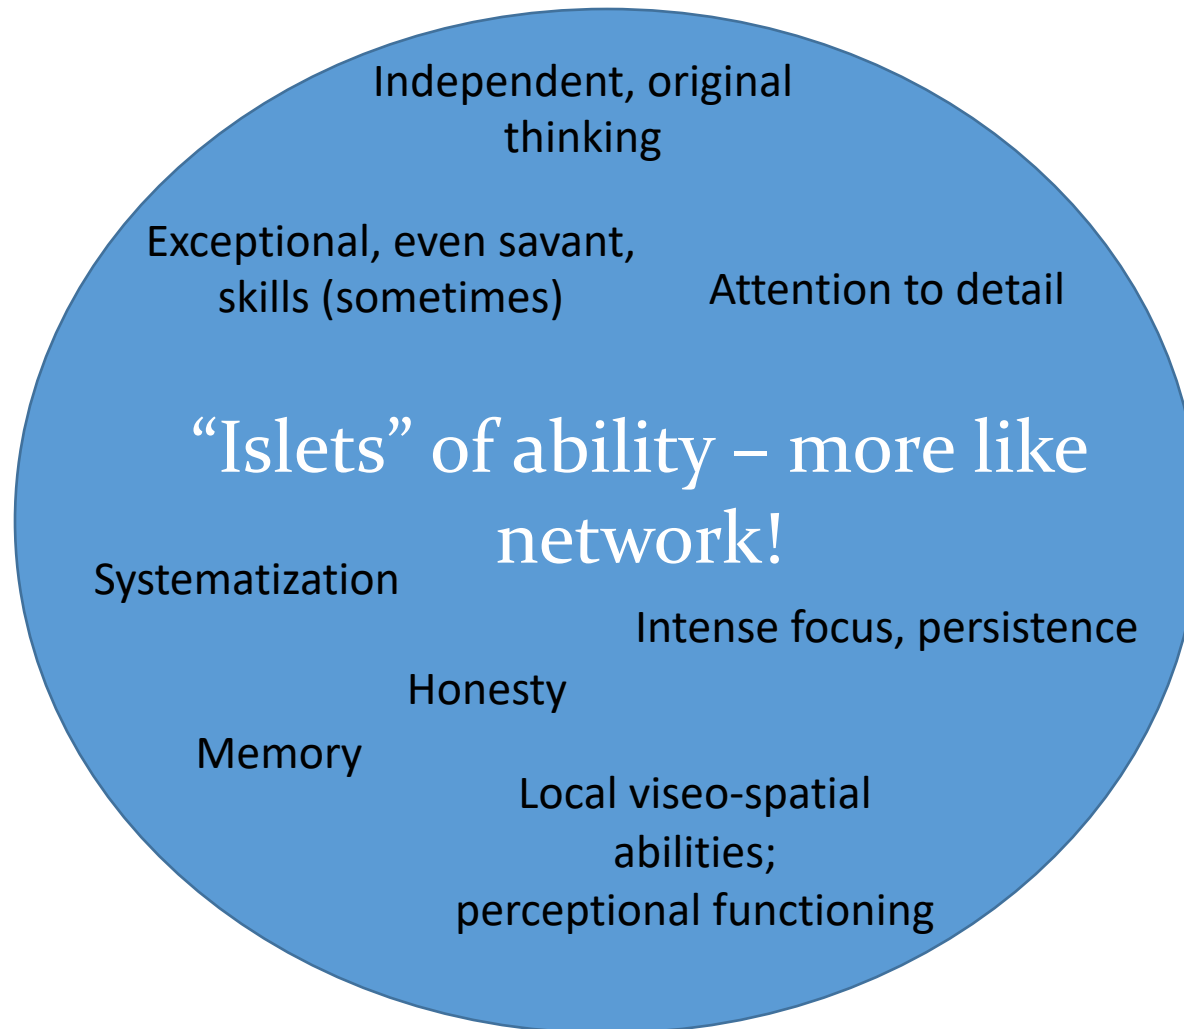 Independent, original
thinking
Exceptional, even savant,
skills (sometimes)
Attention to detail
“Islets” of ability – more like
network!
Systematization
Intense focus, persistence
Honesty
Memory
Local viseo-spatial
abilities;
perceptional functioning